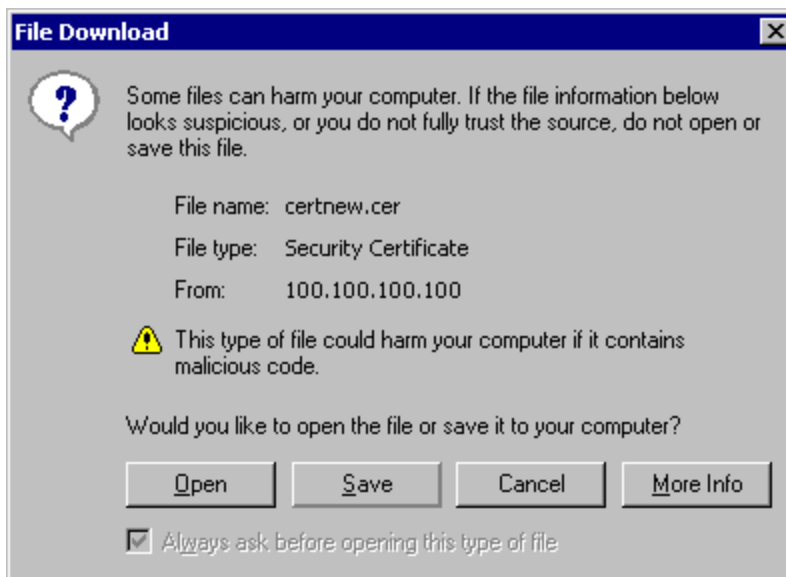 File Download
Some files can harm your computer. If the file information below
looks suspicious, or you do not fully trust the source, do not open or
save this file.
File name: certnew.cer
File type: Security Certificate
From: 100.100.100.100
This type of file could harm your computer if it contains
malicious code.
Would you like to open the file or save it to your computer?
Open Save Cancel More Info
Always ask before opening this type of file